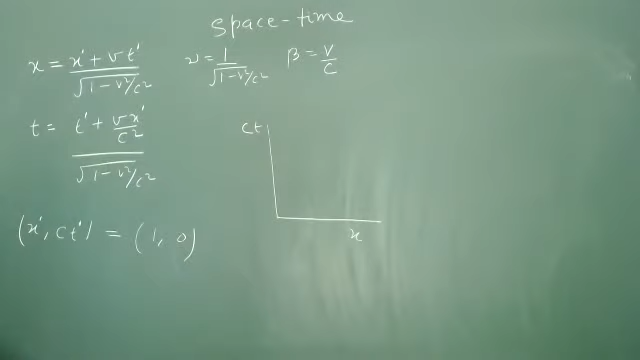 space-time
x = x' + vt' / √1 - v²/c²
ν = 1 / √1 - v²/c²
β = v/c
t = t' + vx'/c² / √1 - v²/c²
ct
x
(x', ct') = (1, 0)